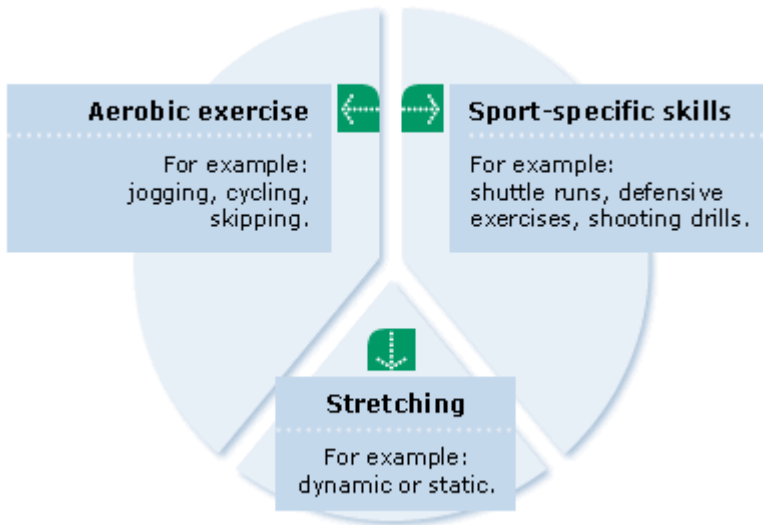 Aerobic exercise
For example:
jogging, cycling,
skipping.
Sport-specific skills
For example:
shuttle runs, defensive
exercises, shooting drills.
Stretching
For example:
dynamic or static.